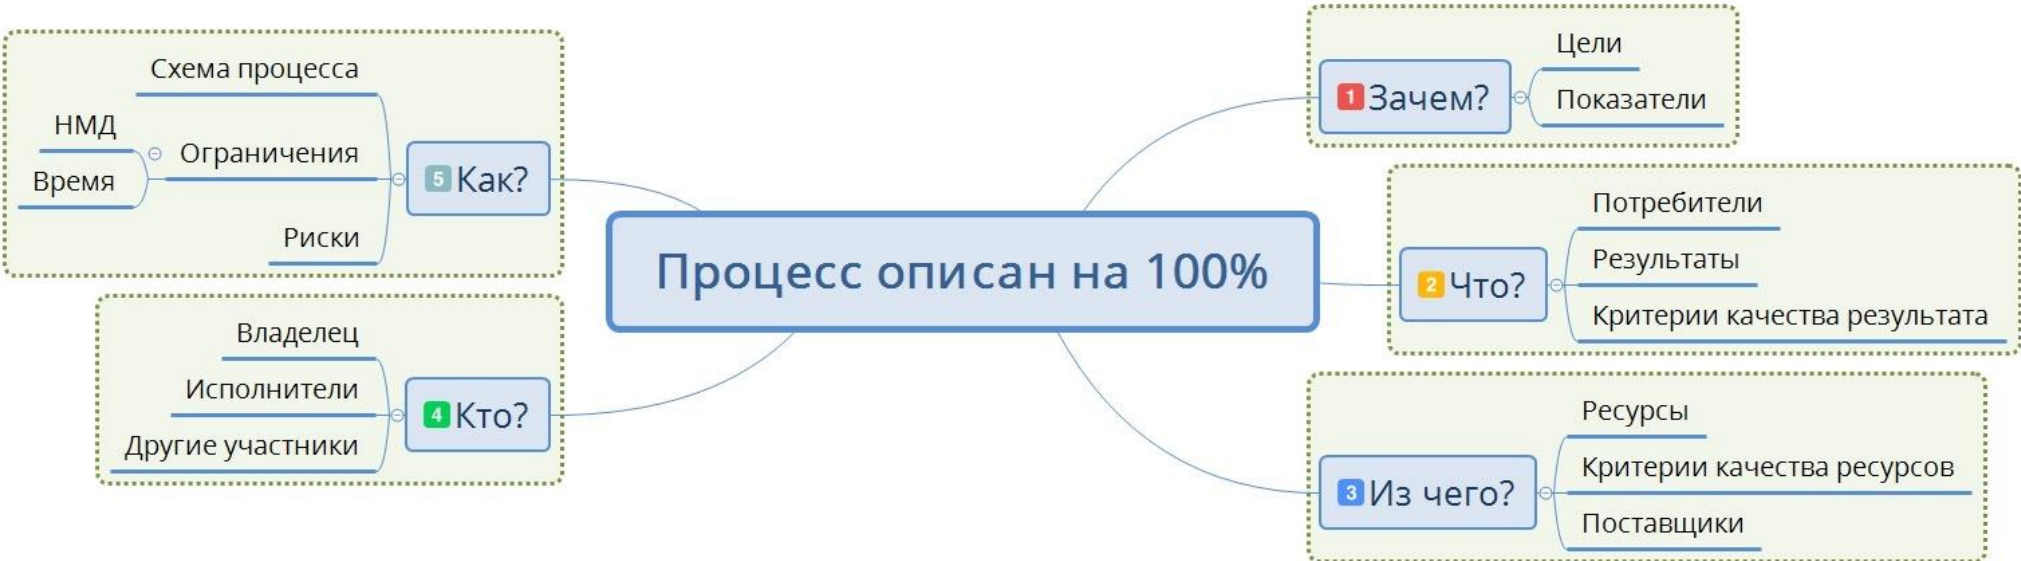 Процесс описан на 100%
1 Зачем?
Цели
Показатели
2 Что?
Потребители
Результаты
Критерии качества результата
3 Из чего?
Ресурсы
Критерии качества ресурсов
Поставщики
4 Кто?
Владелец
Исполнители
Другие участники
5 Как?
Схема процесса
Ограничения
НМД
Время
Риски